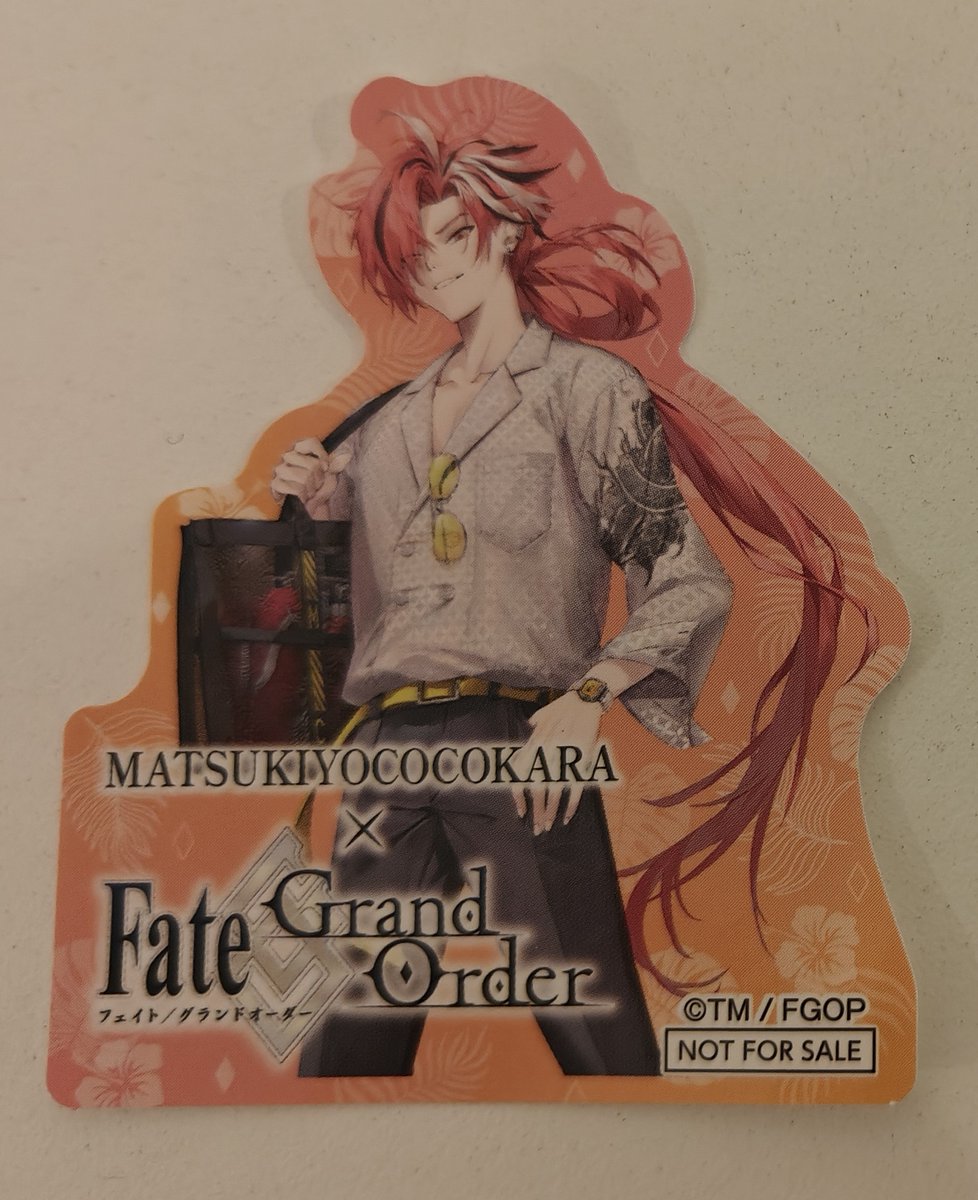 MATSUKIYOCOCOKARA
×
Fate Grand Order
フェイト/グランドオーダー
©TM / FGOP
NOT FOR SALE